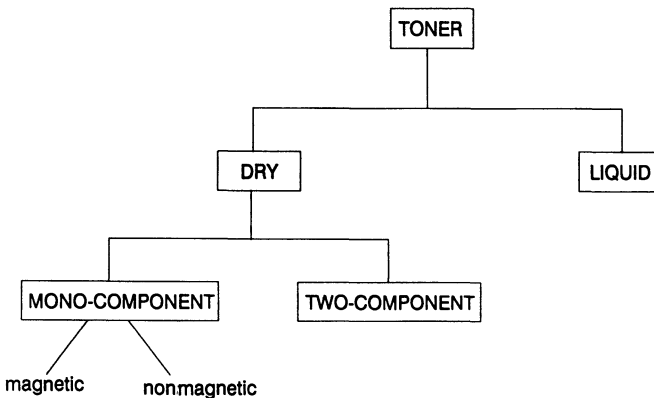 TONER
DRY
LIQUID
MONO-COMPONENT
TWO-COMPONENT
magnetic
nonmagnetic